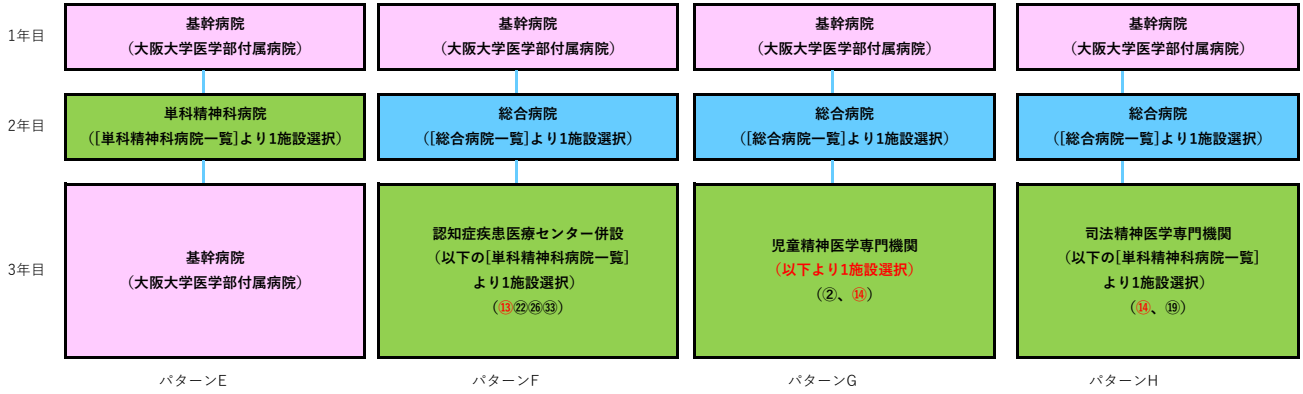 1年目
基幹病院
（大阪大学医学部付属病院）
基幹病院
（大阪大学医学部付属病院）
基幹病院
（大阪大学医学部付属病院）
基幹病院
（大阪大学医学部付属病院）
2年目
単科精神科病院
（[単科精神科病院一覧]より1施設選択）
総合病院
（[総合病院一覧]より1施設選択）
総合病院
（[総合病院一覧]より1施設選択）
総合病院
（[総合病院一覧]より1施設選択）
3年目
基幹病院
（大阪大学医学部付属病院）
認知症疾患医療センター併設
（以下の[単科精神科病院一覧]
より1施設選択）
（⑬㉒㉖㉝）
児童精神医学専門機関
（以下より1施設選択）
（②、⑭）
司法精神医学専門機関
（以下の[単科精神科病院一覧]
より1施設選択）
（⑭、⑲）
パターンE
パターンF
パターンG
パターンH